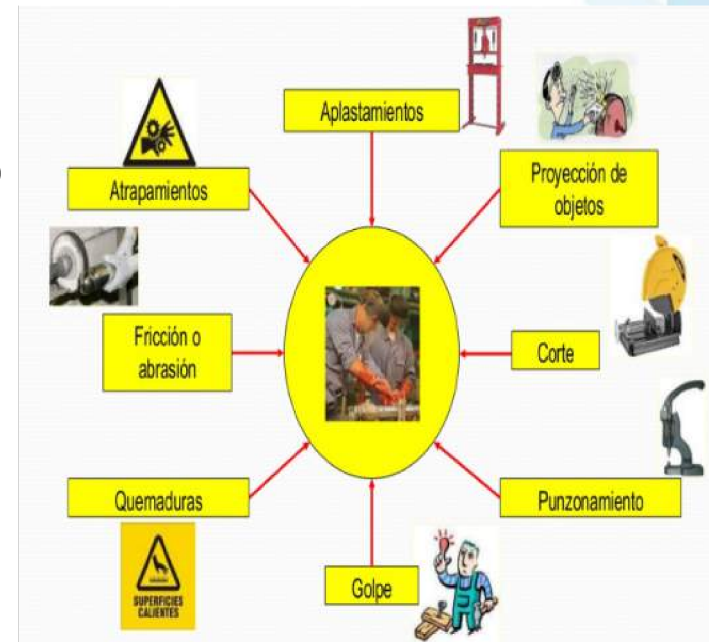 Aplastamientos
Proyección de
objetos
Atrapamientos
Fricción o
abrasión
Corte
Quemaduras
Punzonamiento
Golpe
SUPERFICIES
CALIENTES